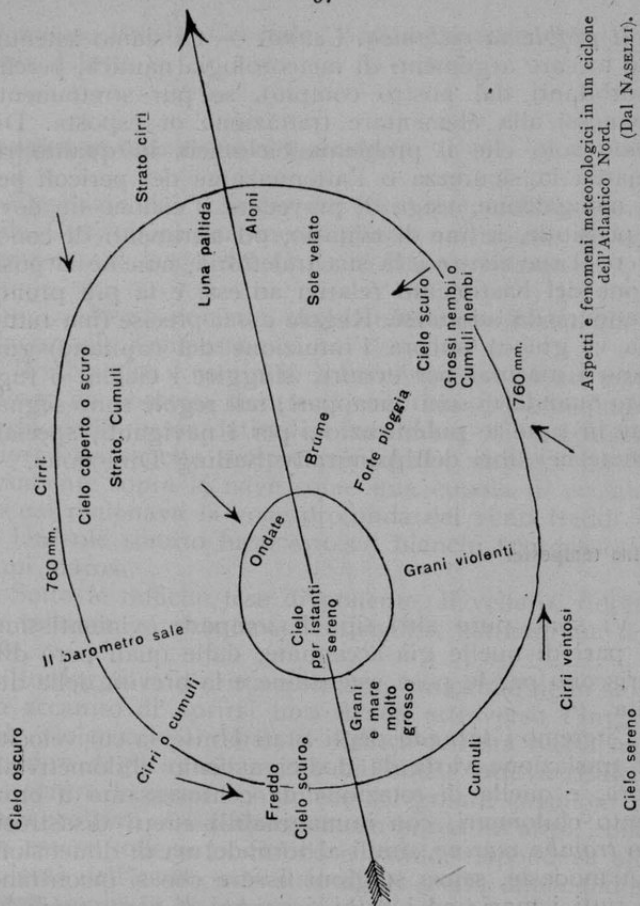 Cielo oscuro
Cirri
760 mm.
Cielo coperto o scuro
Strato, Cumuli
Strato cirri
Il barometro sale
Cirri o cumuli
Luna pallida
Aloni
Ondate
Freddo
Cielo scuro
Sole velato
Brume
Cielo
per istanti
sereno
Forte pioggia
Grani
e mare
molto
grosso
Cielo scuro
Grossi nembi o
Cumuli nembi
Grani violenti
Cumuli
760 mm.
Cirri ventosi
Cielo sereno
Aspetti e fenomeni meteorologici in un ciclone
dell'Atlantico Nord.
(Dal NASELLI).